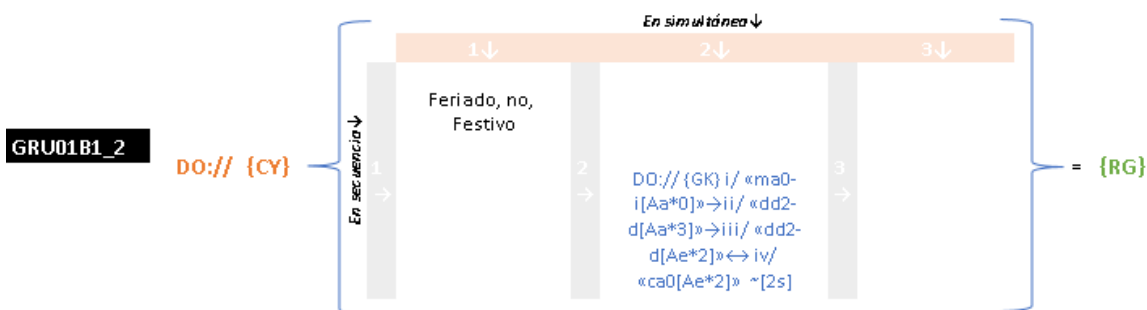 En simultánea↓
1↓ 2↓ 3↓
Feriado, no,
Festivo
GRU01B1_2
DO:// {CY}
En secuencia↓
1
→
2
→
3
→
DO:// {GK} i/ «ma0-
i[Aa*0]»→ii/ «dd2-
d[Aa*3]»→iii/ «dd2-
d[Ae*2]»↔ iv/
«ca0[Ae*2]» ~[2s]
= {RG}